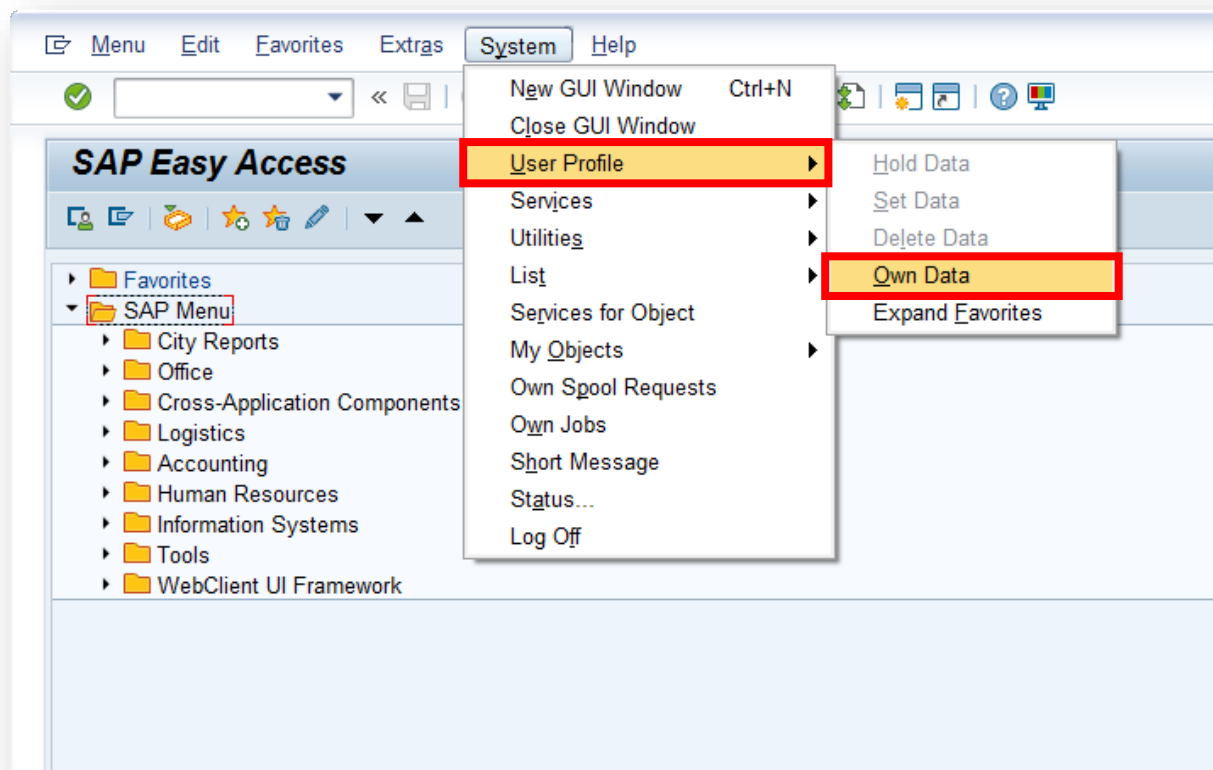 Menu Edit Favorites Extras System Help
New GUI Window Ctrl+N
Close GUI Window
SAP Easy Access
User Profile
Hold Data
Services
Set Data
Utilities
Delete Data
List
Own Data
Services for Object
Expand Favorites
My Objects
Own Spool Requests
Own Jobs
Short Message
Status...
Log Off
Favorites
SAP Menu
City Reports
Office
Cross-Application Components
Logistics
Accounting
Human Resources
Information Systems
Tools
WebClient UI Framework